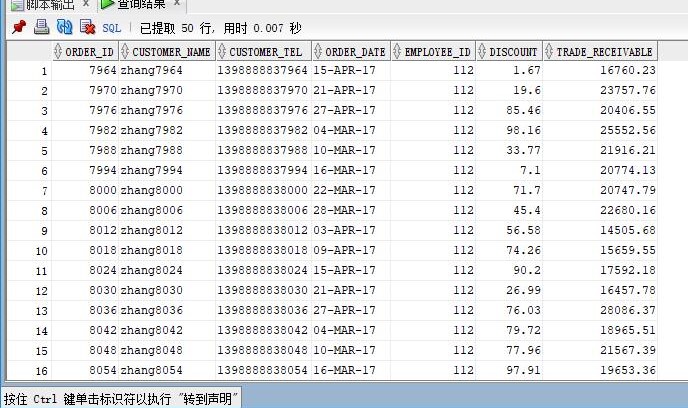 脚本输出 × 查询结果 ×
SQL | 已提取 50 行, 用时 0.007 秒
ORDER_ID CUSTOMER_NAME CUSTOMER_TEL ORDER_DATE EMPLOYEE_ID DISCOUNT TRADE_RECEIVABLE
1 7964 zhang7964 1398888837964 15-APR-17 112 1.67 16760.23
2 7970 zhang7970 1398888837970 21-APR-17 112 19.6 23757.76
3 7976 zhang7976 1398888837976 27-APR-17 112 85.46 20406.55
4 7982 zhang7982 1398888837982 04-MAR-17 112 98.16 25552.56
5 7988 zhang7988 1398888837988 10-MAR-17 112 33.77 21916.21
6 7994 zhang7994 1398888837994 16-MAR-17 112 7.1 20774.13
7 8000 zhang8000 1398888838000 22-MAR-17 112 71.7 20747.79
8 8006 zhang8006 1398888838006 28-MAR-17 112 45.4 22680.16
9 8012 zhang8012 1398888838012 03-APR-17 112 56.58 14505.68
10 8018 zhang8018 1398888838018 09-APR-17 112 74.26 15659.55
11 8024 zhang8024 1398888838024 15-APR-17 112 90.2 17592.18
12 8030 zhang8030 1398888838030 21-APR-17 112 26.99 16457.78
13 8036 zhang8036 1398888838036 27-APR-17 112 76.03 28086.37
14 8042 zhang8042 1398888838042 04-MAR-17 112 79.72 18965.51
15 8048 zhang8048 1398888838048 10-MAR-17 112 77.96 21567.39
16 8054 zhang8054 1398888838054 16-MAR-17 112 97.91 19653.36
按住 Ctrl 键单击标识符以执行 "转到声明"